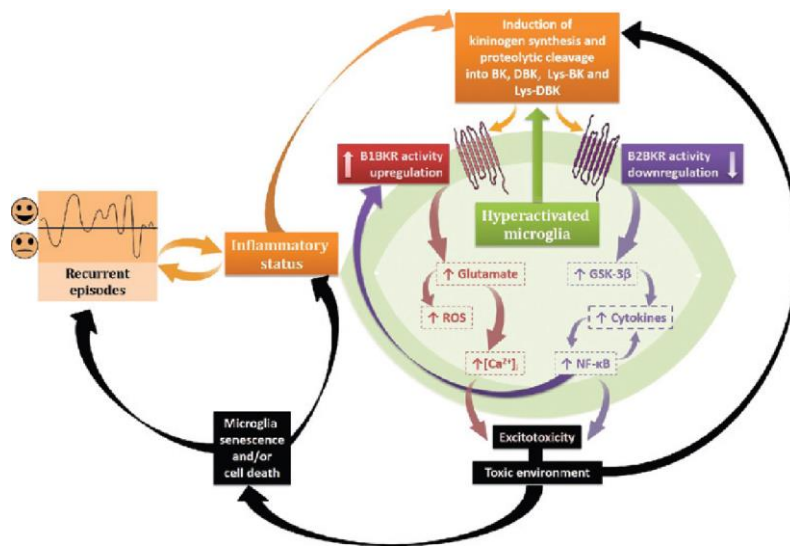 Induction of
kininogen synthesis and
proteolytic cleavage
into BK, DBK, Lys-BK and
Lys-DBK
↑ B1BKR activity
upregulation
B2BKR activity ↓
downregulation
Hyperactivated
microglia
Inflammatory
status
Recurrent
episodes
↑ Glutamate
↑ ROS
↑[Ca²⁺]ᵢ
↑ GSK-3β
↑ Cytokines
↑ NF-κB
Microglia
senescence
and/or
cell death
Excitotoxicity
Toxic environment